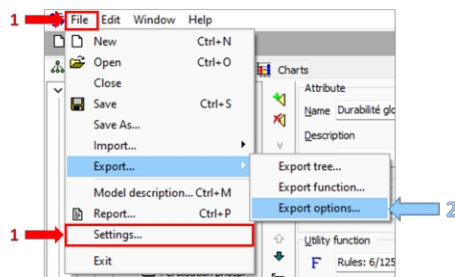 1 File Edit Window Help
New Ctrl+N
Open Ctrl+O
Close
Save Ctrl+S
Save As...
Import...
Export...
Model description... Ctrl+M
Report... Ctrl+P
1 Settings...
Exit
Charts
Attribute
Name Durabilité glo
Description
Export tree...
Export function...
Export options... 2
Utility function
F Rules: 6/125